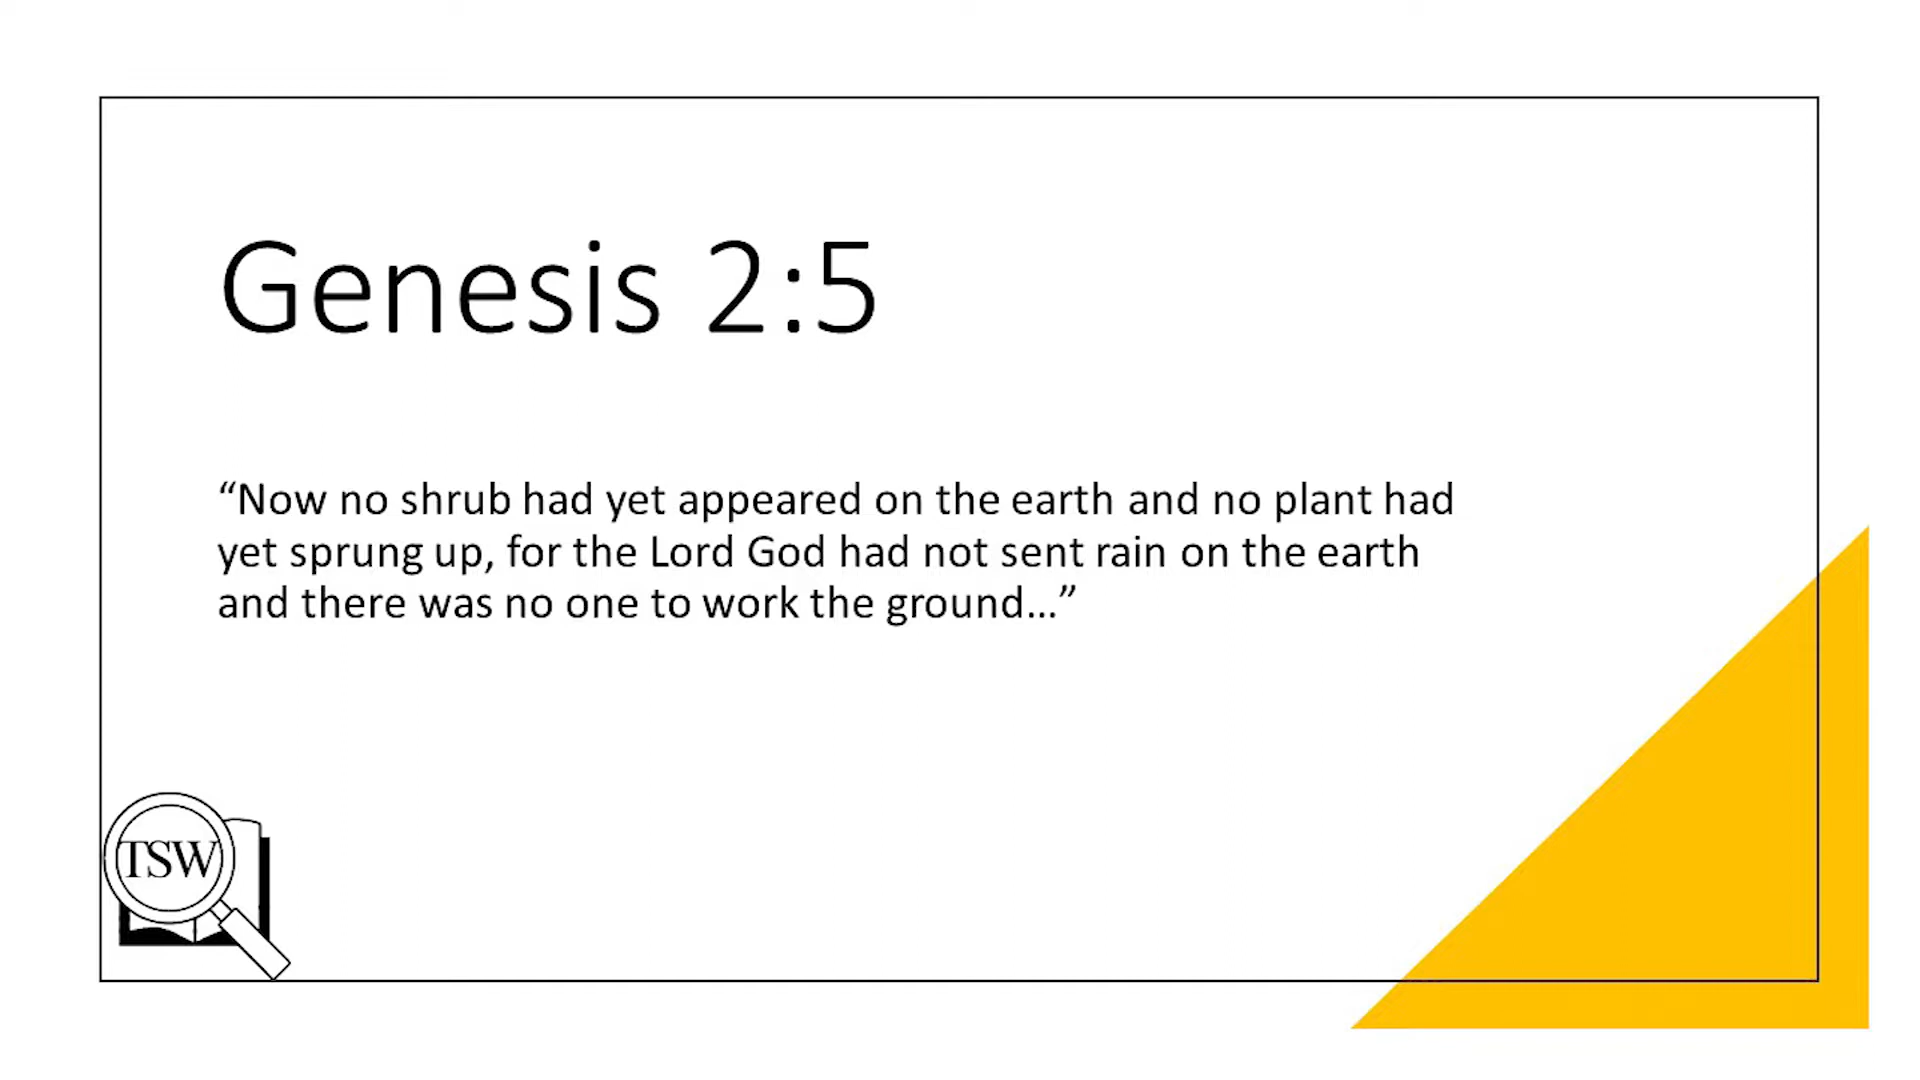 Genesis 2:5
“Now no shrub had yet appeared on the earth and no plant had
yet sprung up, for the Lord God had not sent rain on the earth
and there was no one to work the ground…”
TSW